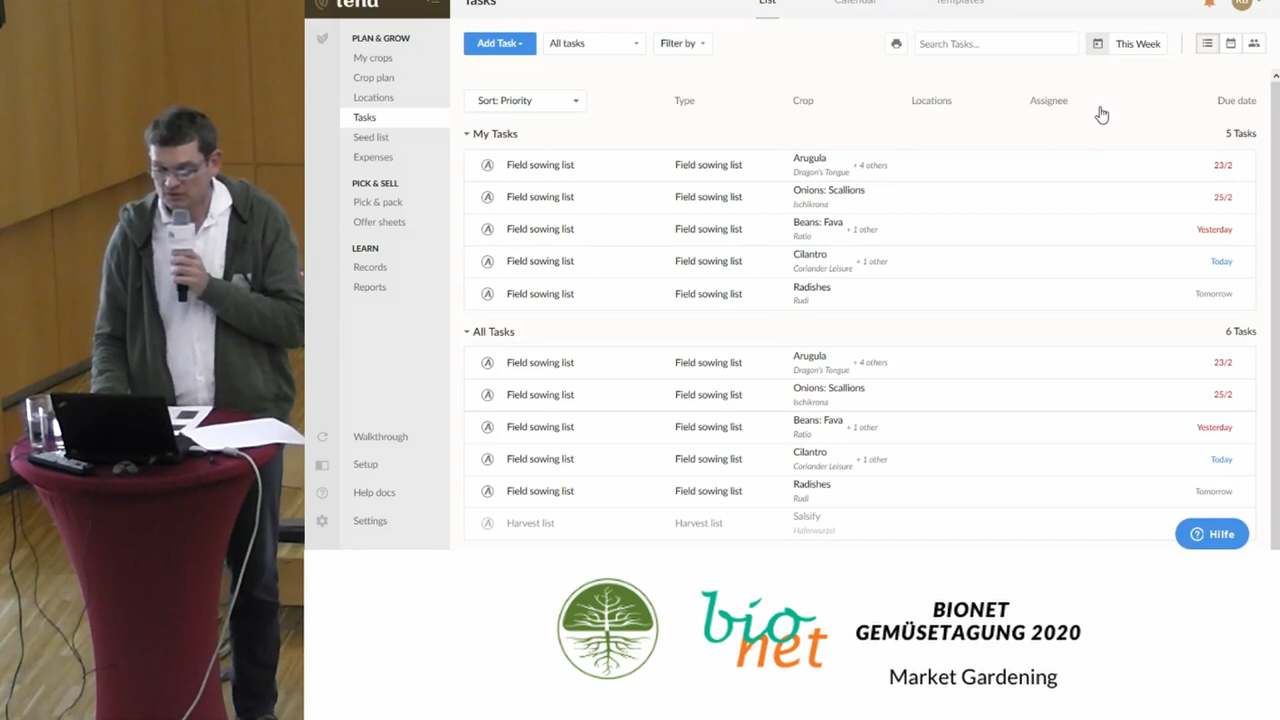 tend
Tasks
List
Calendar
Templates
RB
PLAN & GROW
My crops
Crop plan
Locations
Tasks
Seed list
Expenses
PICK & SELL
Pick & pack
Offer sheets
LEARN
Records
Reports
Walkthrough
Setup
Help docs
Settings
Add Task
All tasks
Filter by
Search Tasks...
This Week
Sort: Priority
Type
Crop
Locations
Assignee
Due date
My Tasks
5 Tasks
Field sowing list
Field sowing list
Arugula
Dragon's Tongue
+ 4 others
23/2
Field sowing list
Field sowing list
Onions: Scallions
Ischikrona
25/2
Field sowing list
Field sowing list
Beans: Fava
Ratio
+ 1 other
Yesterday
Field sowing list
Field sowing list
Cilantro
Coriander Leisure
+ 1 other
Today
Field sowing list
Field sowing list
Radishes
Rudi
Tomorrow
All Tasks
6 Tasks
Field sowing list
Field sowing list
Arugula
Dragon's Tongue
+ 4 others
23/2
Field sowing list
Field sowing list
Onions: Scallions
Ischikrona
25/2
Field sowing list
Field sowing list
Beans: Fava
Ratio
+ 1 other
Yesterday
Field sowing list
Field sowing list
Cilantro
Coriander Leisure
+ 1 other
Today
Field sowing list
Field sowing list
Radishes
Rudi
Tomorrow
Harvest list
Harvest list
Salsify
Haferwurzel
Hilfe
bio
net
BIONET
GEMÜSETAGUNG 2020
Market Gardening